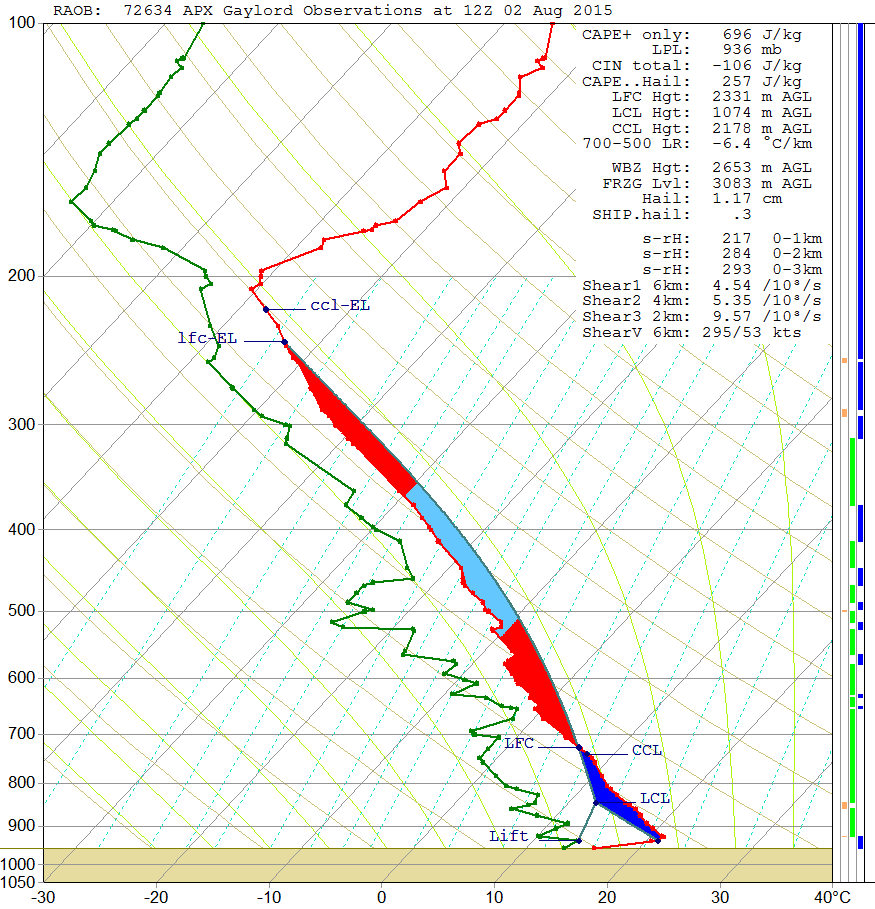 RAOB: 72634 APX Gaylord Observations at 12Z 02 Aug 2015
100
CAPE+ only: 696 J/kg
LPL: 936 mb
CIN total: -106 J/kg
CAPE..Hail: 257 J/kg
LFC Hgt: 2331 m AGL
LCL Hgt: 1074 m AGL
CCL Hgt: 2178 m AGL
700-500 LR: -6.4 °C/km
WBZ Hgt: 2653 m AGL
FRZG Lvl: 3083 m AGL
Hail: 1.17 cm
SHIP.hail: .3
s-rH: 217 0-1km
s-rH: 284 0-2km
s-rH: 293 0-3km
Shear1 6km: 4.54 /10³/s
Shear2 4km: 5.35 /10³/s
Shear3 2km: 9.57 /10³/s
ShearV 6km: 295/53 kts
200
ccl-EL
lfc-EL
300
400
500
600
700
LFC
CCL
800
LCL
900
Lift
1000
1050
-30 -20 -10 0 10 20 30 40°C